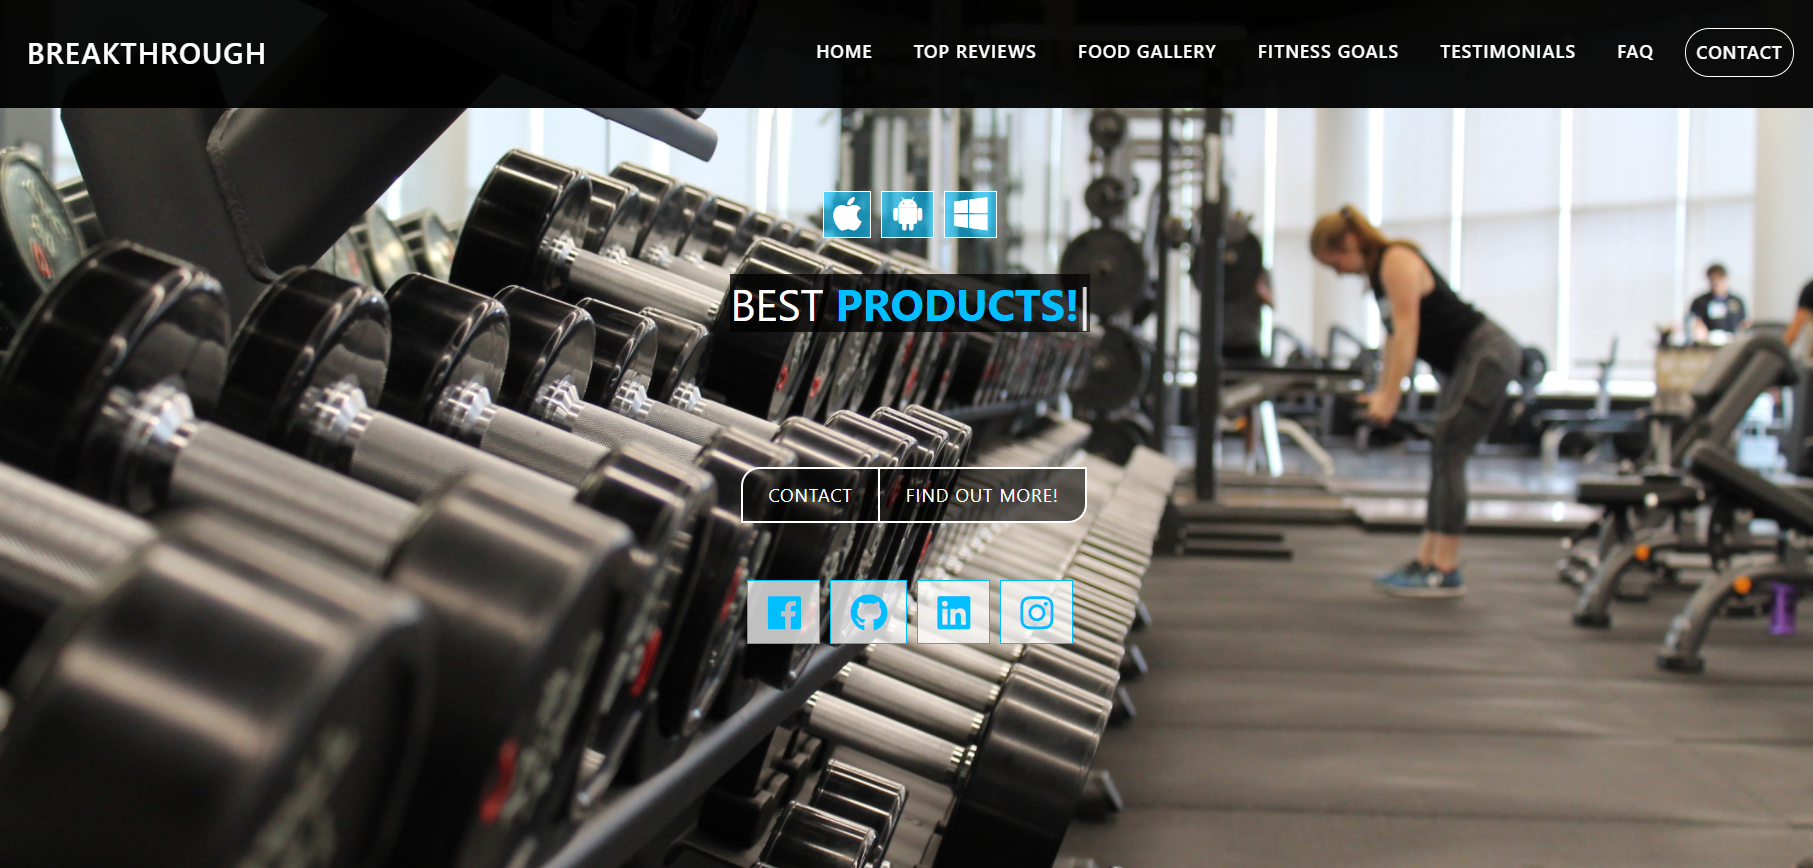 BREAKTHROUGH
HOME TOP REVIEWS FOOD GALLERY FITNESS GOALS TESTIMONIALS FAQ CONTACT
BEST PRODUCTS!
CONTACT FIND OUT MORE!